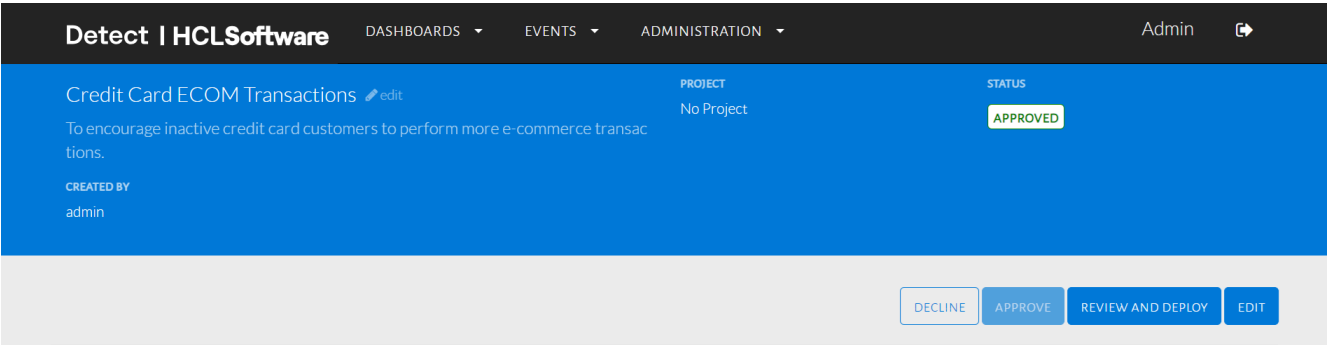 Detect | HCLSoftware DASHBOARDS EVENTS ADMINISTRATION Admin
Credit Card ECOM Transactions edit
To encourage inactive credit card customers to perform more e-commerce transac
tions.
CREATED BY
admin
PROJECT
No Project
STATUS
APPROVED
DECLINE APPROVE REVIEW AND DEPLOY EDIT